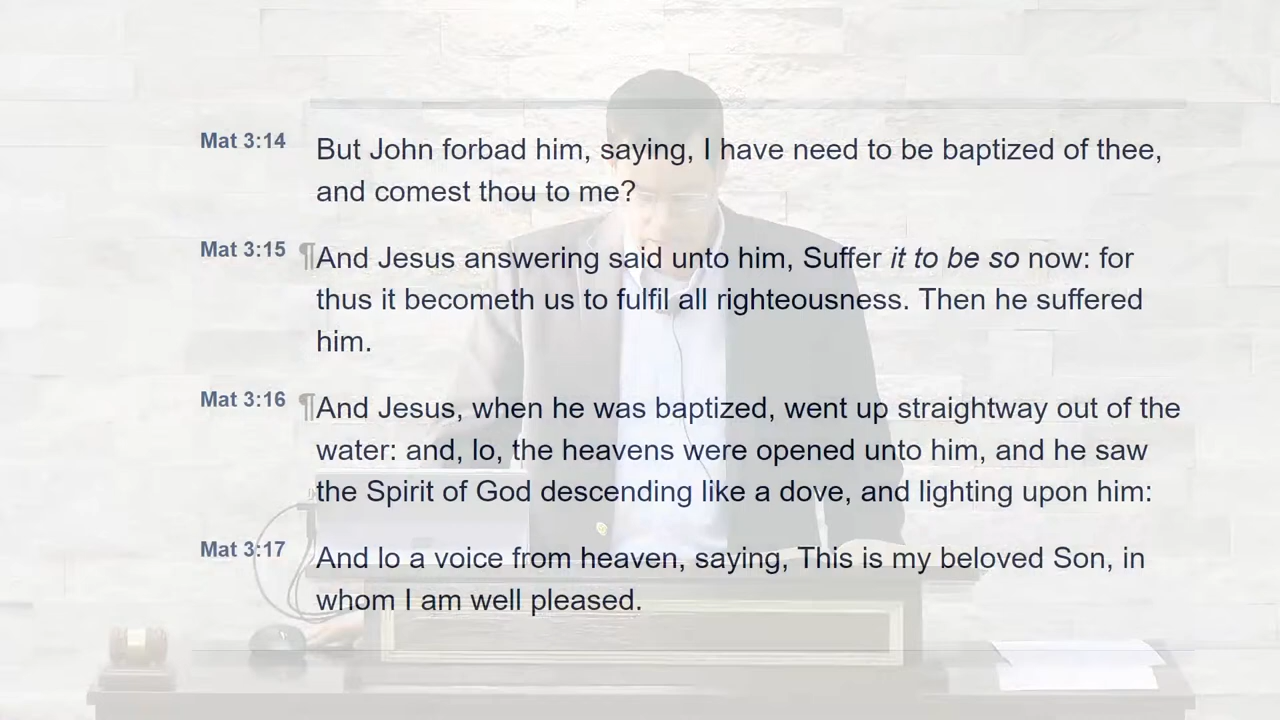 Mat 3:14 But John forbad him, saying, I have need to be baptized of thee,
and comest thou to me?
Mat 3:15 ¶And Jesus answering said unto him, Suffer it to be so now: for
thus it becometh us to fulfil all righteousness. Then he suffered
him.
Mat 3:16 ¶And Jesus, when he was baptized, went up straightway out of the
water: and, lo, the heavens were opened unto him, and he saw
the Spirit of God descending like a dove, and lighting upon him:
Mat 3:17 And lo a voice from heaven, saying, This is my beloved Son, in
whom I am well pleased.